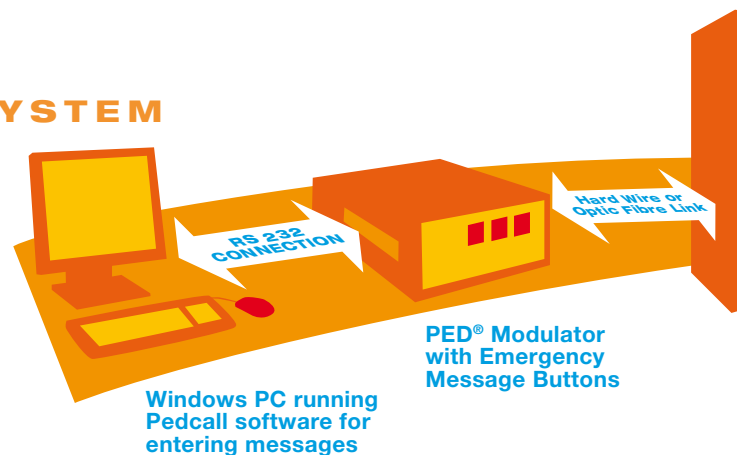 YSTEM
RS 232
CONNECTION
Hard Wire or
Optic Fibre Link
PED® Modulator
with Emergency
Message Buttons
Windows PC running
Pedcall software for
entering messages